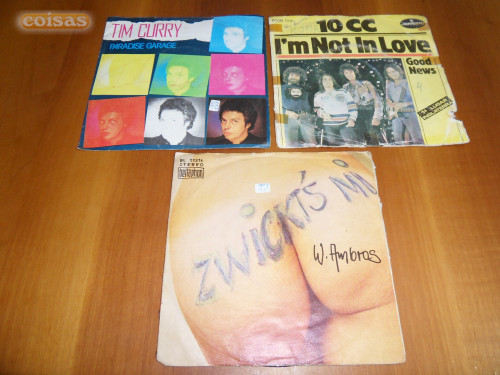 coisas
TIM CURRY
PARADISE GARAGE
10 CC
I'm Not In Love
Good
News
STEREO
ZWICKT'S MI
W. Ambros